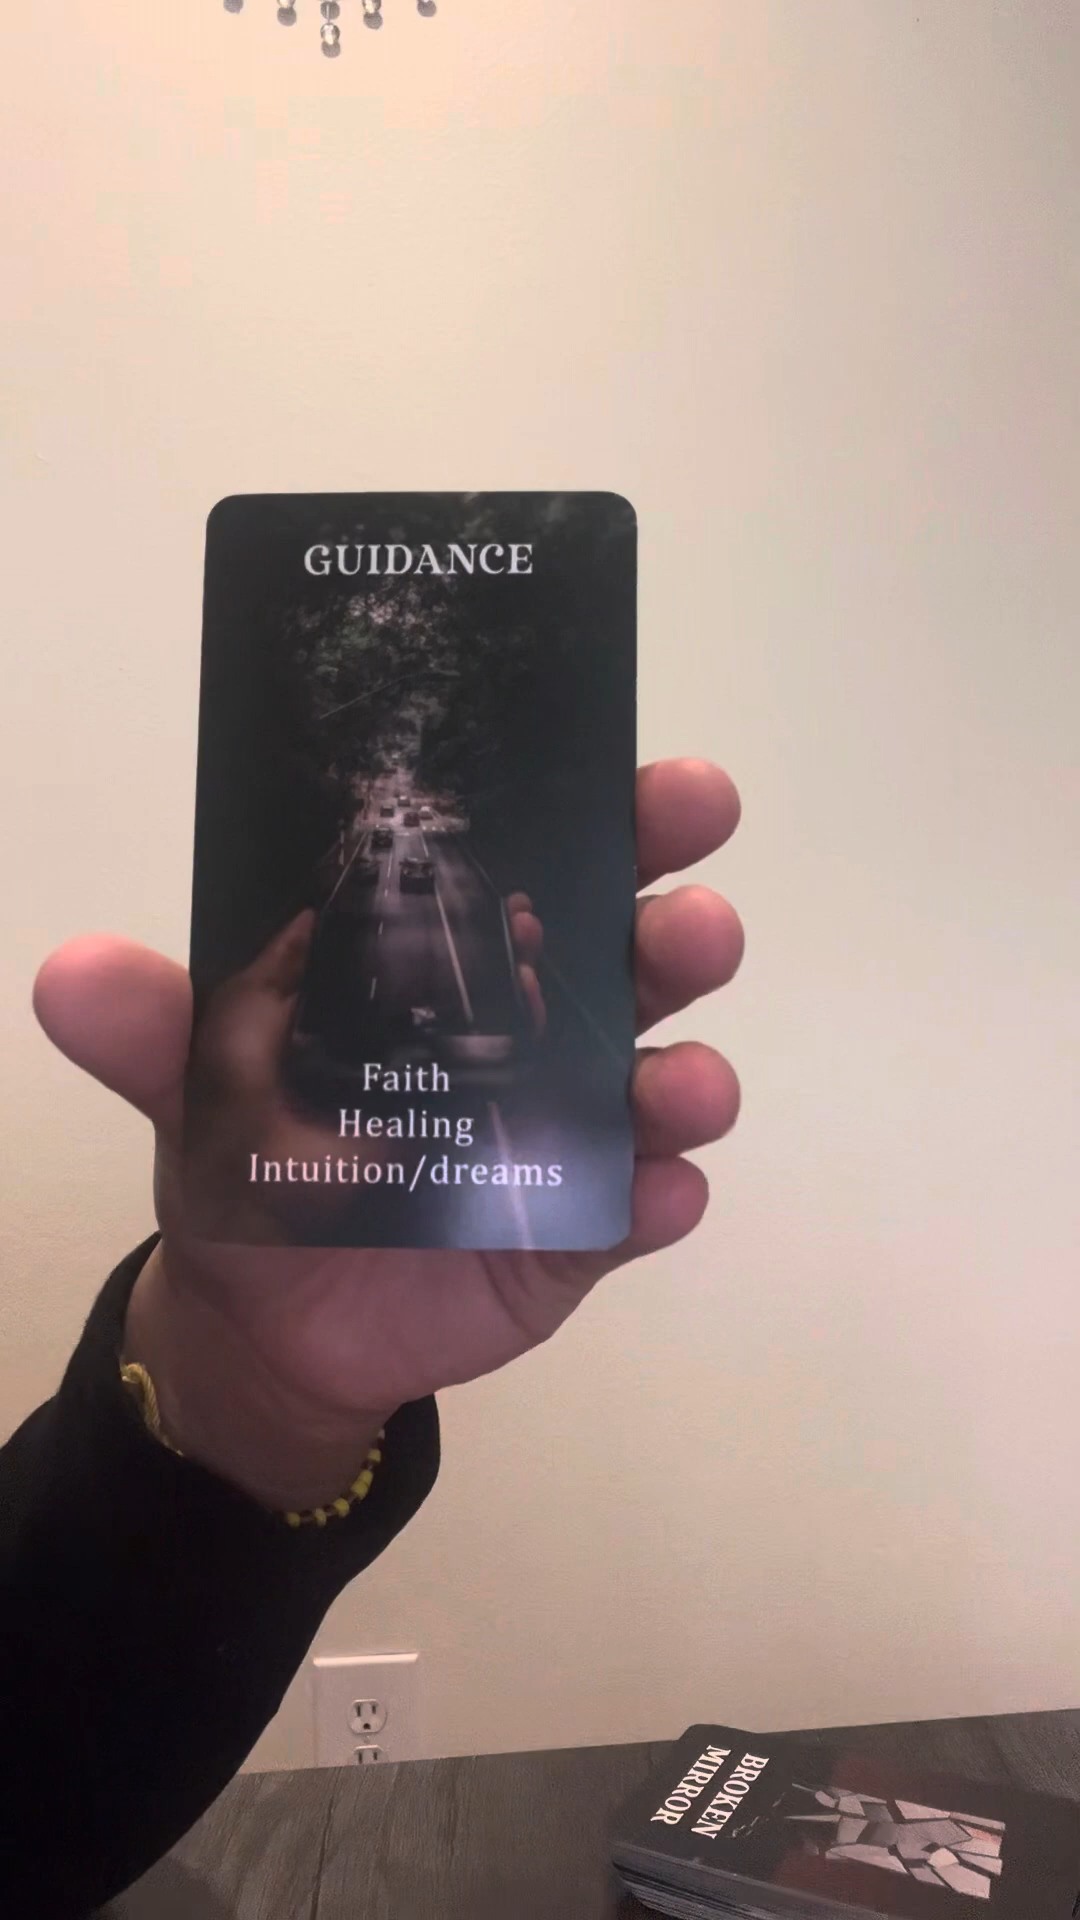 GUIDANCE
Faith
Healing
Intuition/dreams
BROKEN
MIRROR